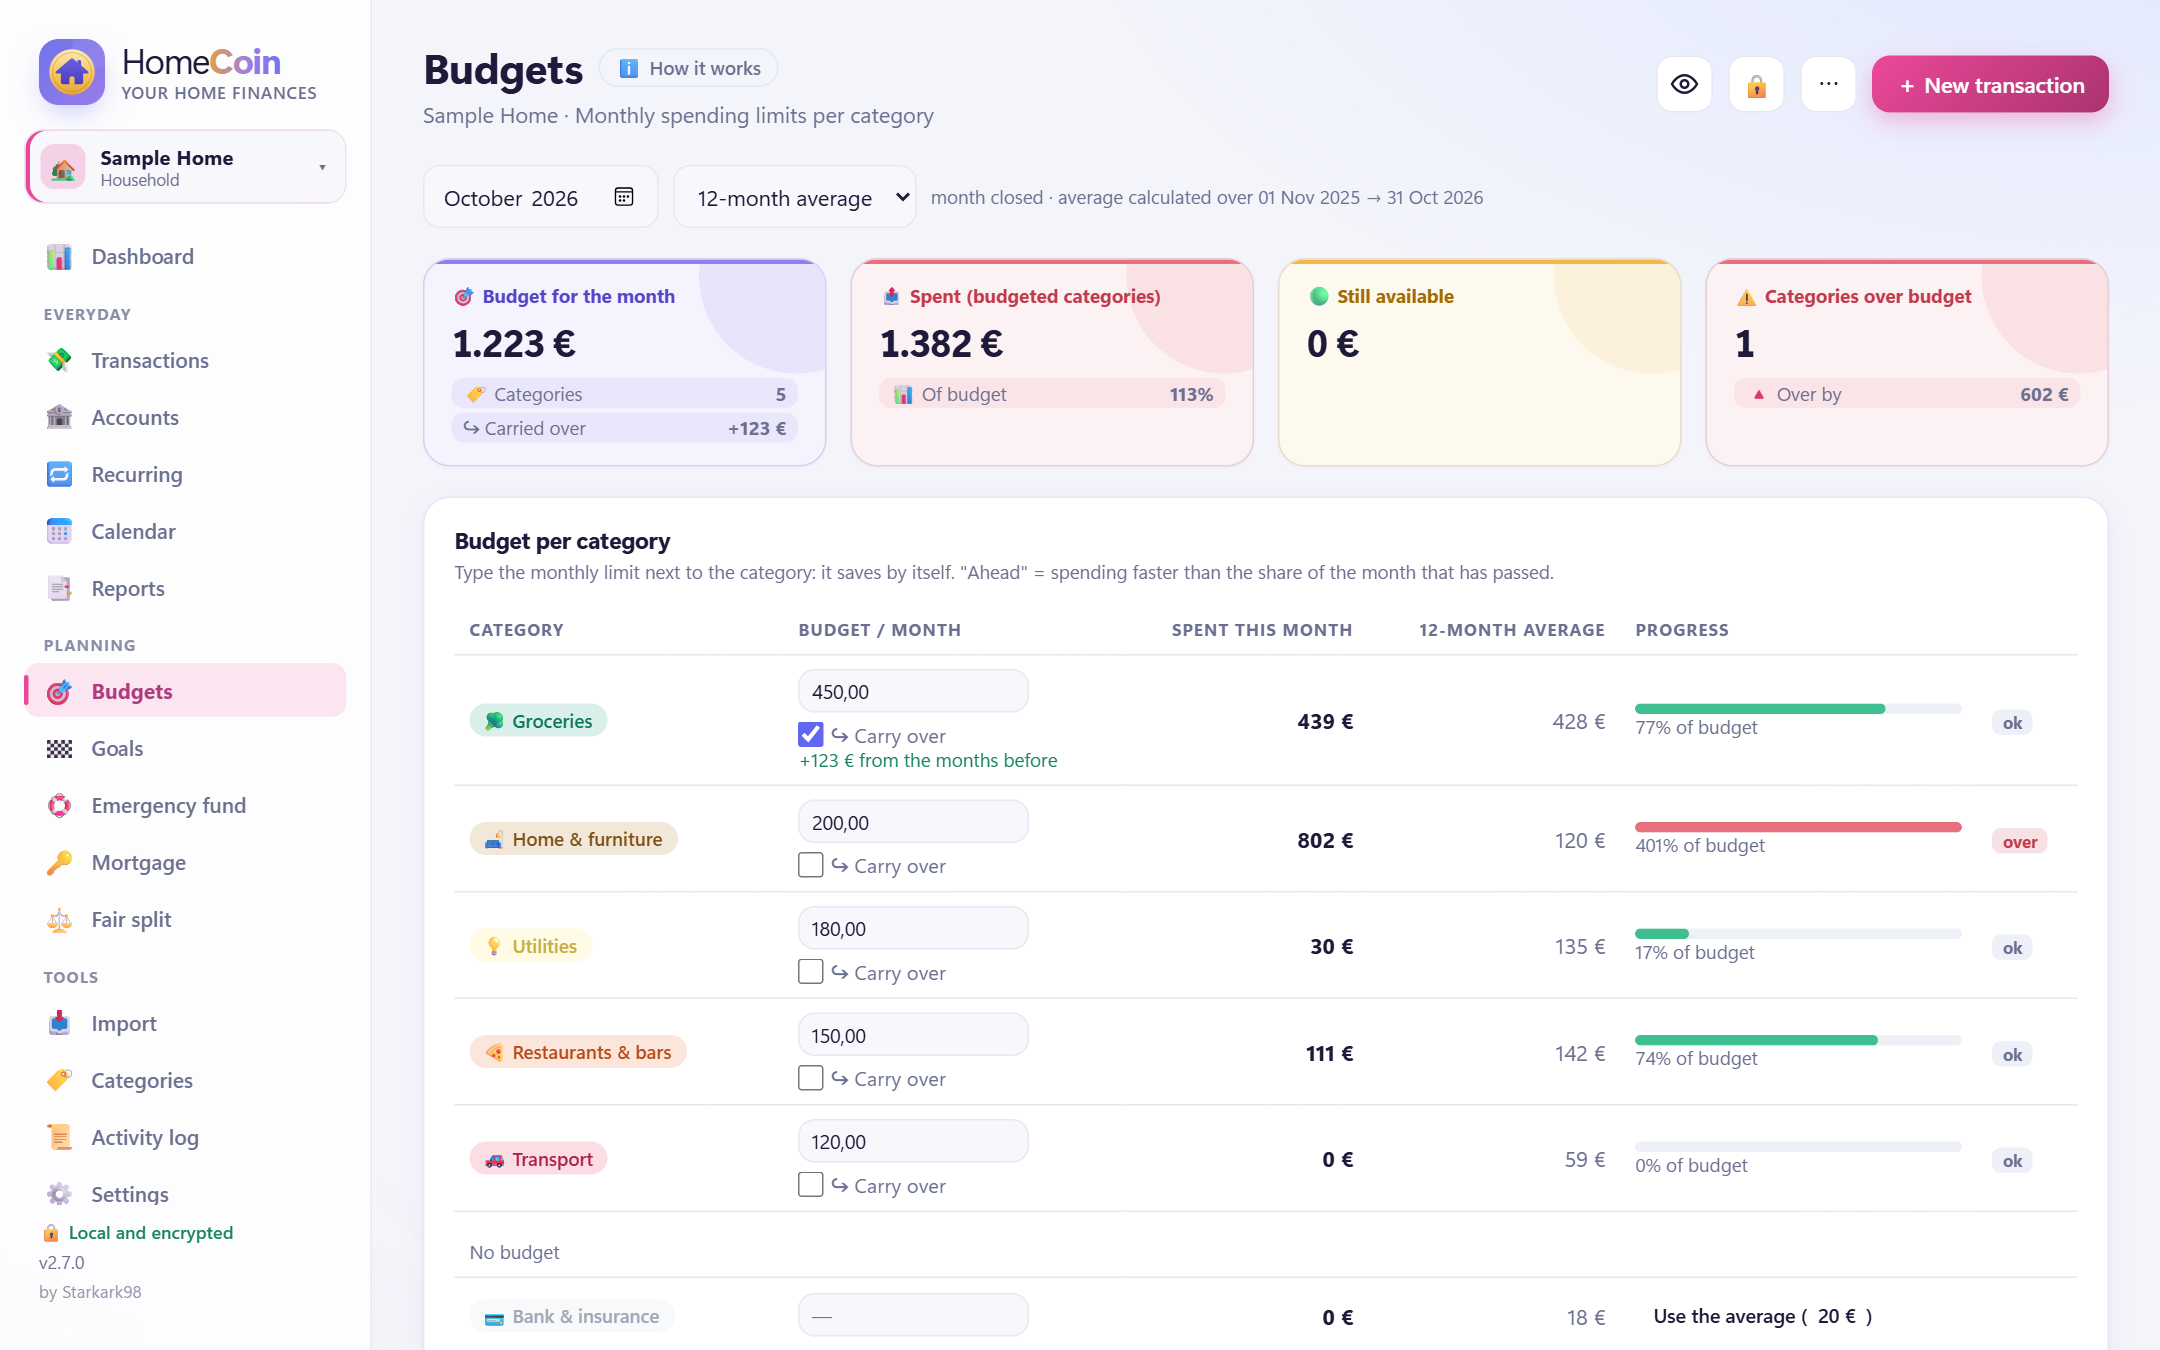 HomeCoin
YOUR HOME FINANCES
Sample Home
Household
Dashboard
EVERYDAY
Transactions
Accounts
Recurring
Calendar
Reports
PLANNING
Budgets
Goals
Emergency fund
Mortgage
Fair split
TOOLS
Import
Categories
Activity log
Settings
Local and encrypted
v2.7.0
by Starkark98
Budgets
How it works
Sample Home · Monthly spending limits per category
+ New transaction
October 2026
12-month average
month closed · average calculated over 01 Nov 2025 → 31 Oct 2026
Budget for the month
1.223 €
Categories 5
↪ Carried over +123 €
Spent (budgeted categories)
1.382 €
Of budget 113%
Still available
0 €
Categories over budget
1
Over by 602 €
Budget per category
Type the monthly limit next to the category: it saves by itself. "Ahead" = spending faster than the share of the month that has passed.
CATEGORY BUDGET / MONTH SPENT THIS MONTH 12-MONTH AVERAGE PROGRESS
Groceries 450,00 439 € 428 € 77% of budget ok
↪ Carry over
+123 € from the months before
Home & furniture 200,00 802 € 120 € 401% of budget over
↪ Carry over
Utilities 180,00 30 € 135 € 17% of budget ok
↪ Carry over
Restaurants & bars 150,00 111 € 142 € 74% of budget ok
↪ Carry over
Transport 120,00 0 € 59 € 0% of budget ok
↪ Carry over
No budget
Bank & insurance — 0 € 18 € Use the average ( 20 € )